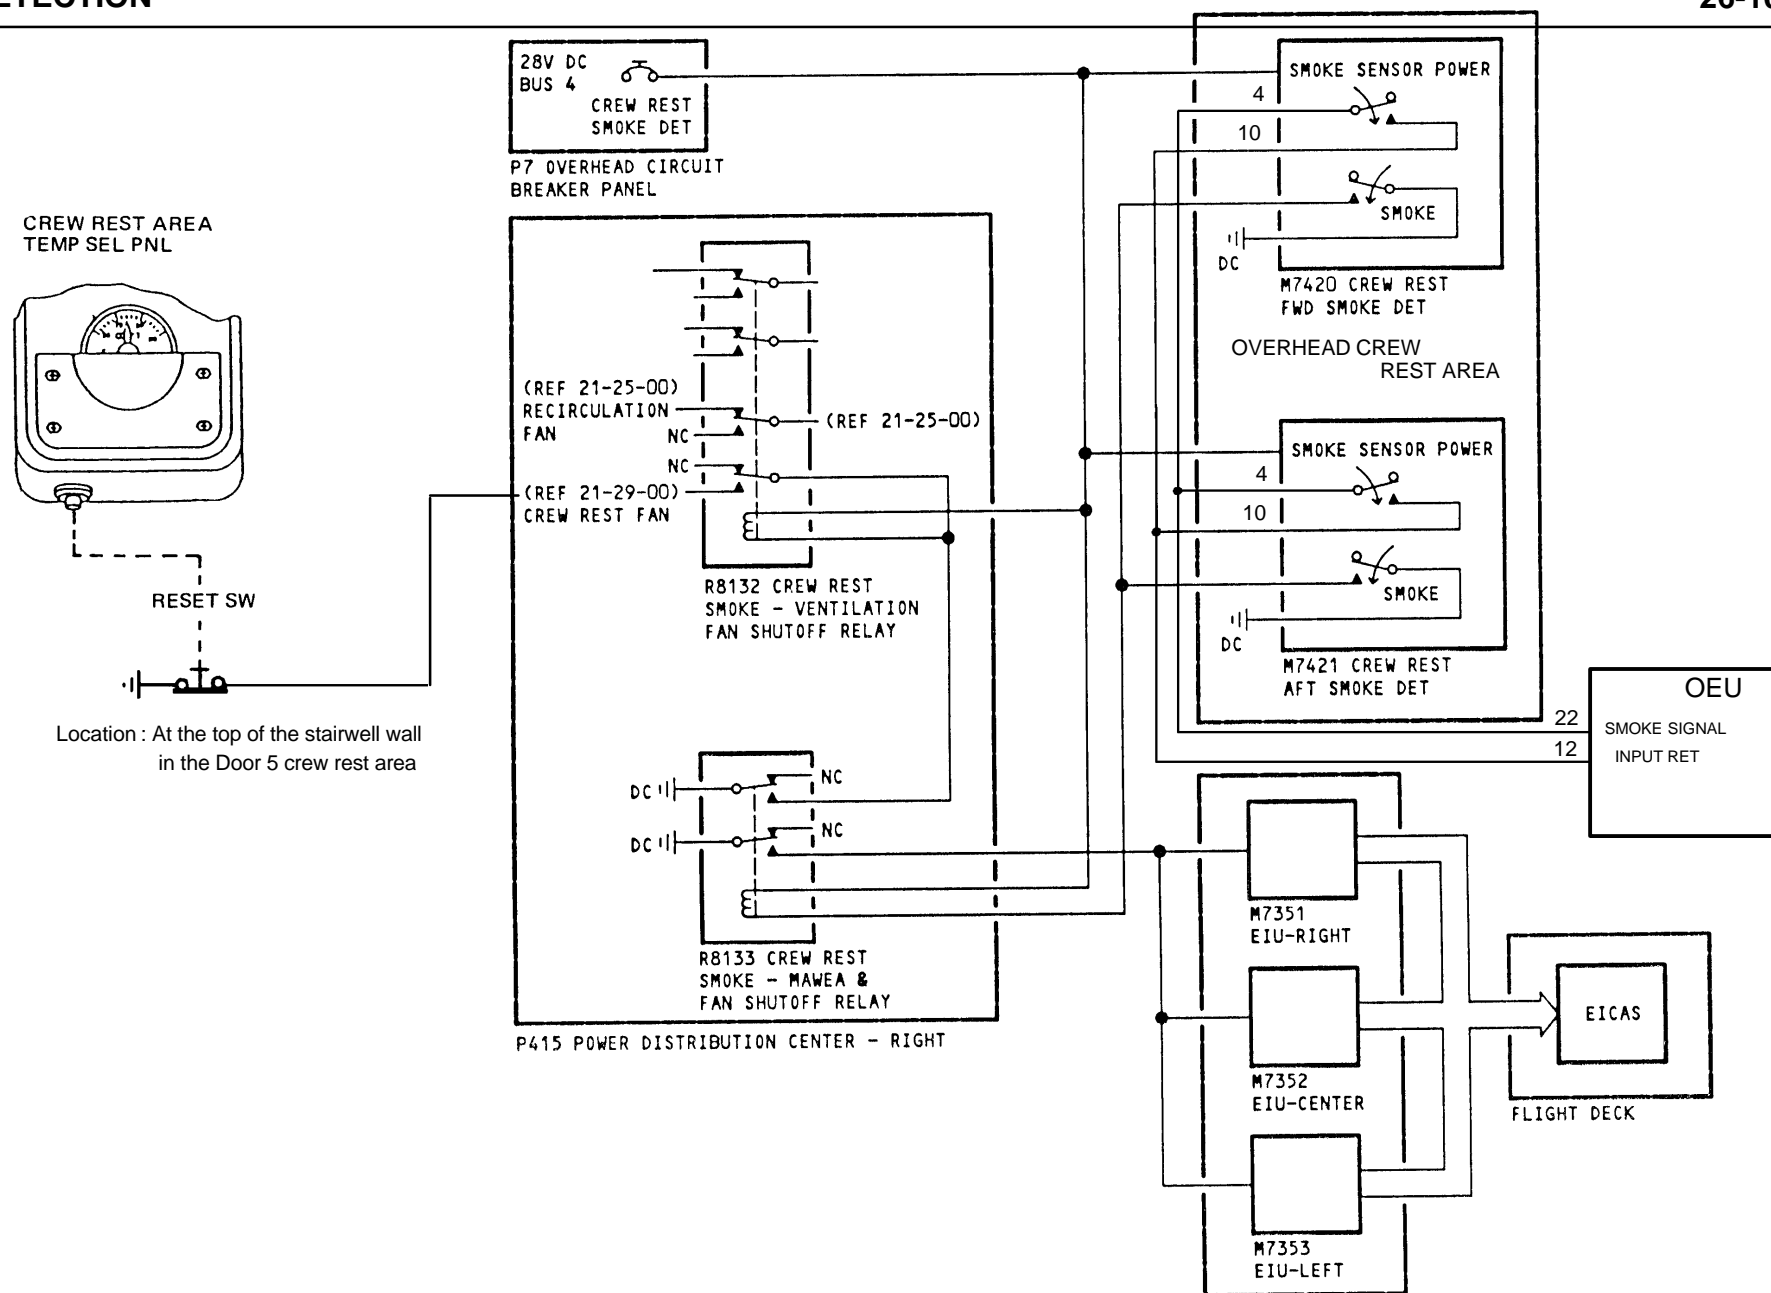 28V DC
BUS 4
CREW REST
SMOKE DET
P7 OVERHEAD CIRCUIT
BREAKER PANEL
CREW REST AREA
TEMP SEL PNL
RESET SW
Location : At the top of the stairwell wall
in the Door 5 crew rest area
(REF 21-25-00)
RECIRCULATION
FAN
NC
(REF 21-25-00)
NC
(REF 21-29-00)
CREW REST FAN
R8132 CREW REST
SMOKE - VENTILATION
FAN SHUTOFF RELAY
DC
NC
DC
NC
R8133 CREW REST
SMOKE - MAWEA &
FAN SHUTOFF RELAY
P415 POWER DISTRIBUTION CENTER - RIGHT
SMOKE SENSOR POWER
4
10
SMOKE
DC
M7420 CREW REST
FWD SMOKE DET
OVERHEAD CREW
REST AREA
SMOKE SENSOR POWER
4
10
SMOKE
DC
M7421 CREW REST
AFT SMOKE DET
OEU
22
SMOKE SIGNAL
12
INPUT RET
M7351
EIU-RIGHT
M7352
EIU-CENTER
M7353
EIU-LEFT
EICAS
FLIGHT DECK